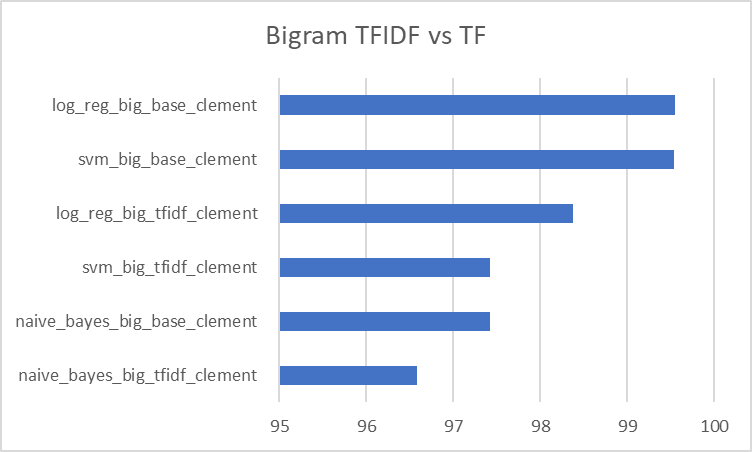 Bigram TFIDF vs TF
log_reg_big_base_clement
svm_big_base_clement
log_reg_big_tfidf_clement
svm_big_tfidf_clement
naive_bayes_big_base_clement
naive_bayes_big_tfidf_clement
95 96 97 98 99 100